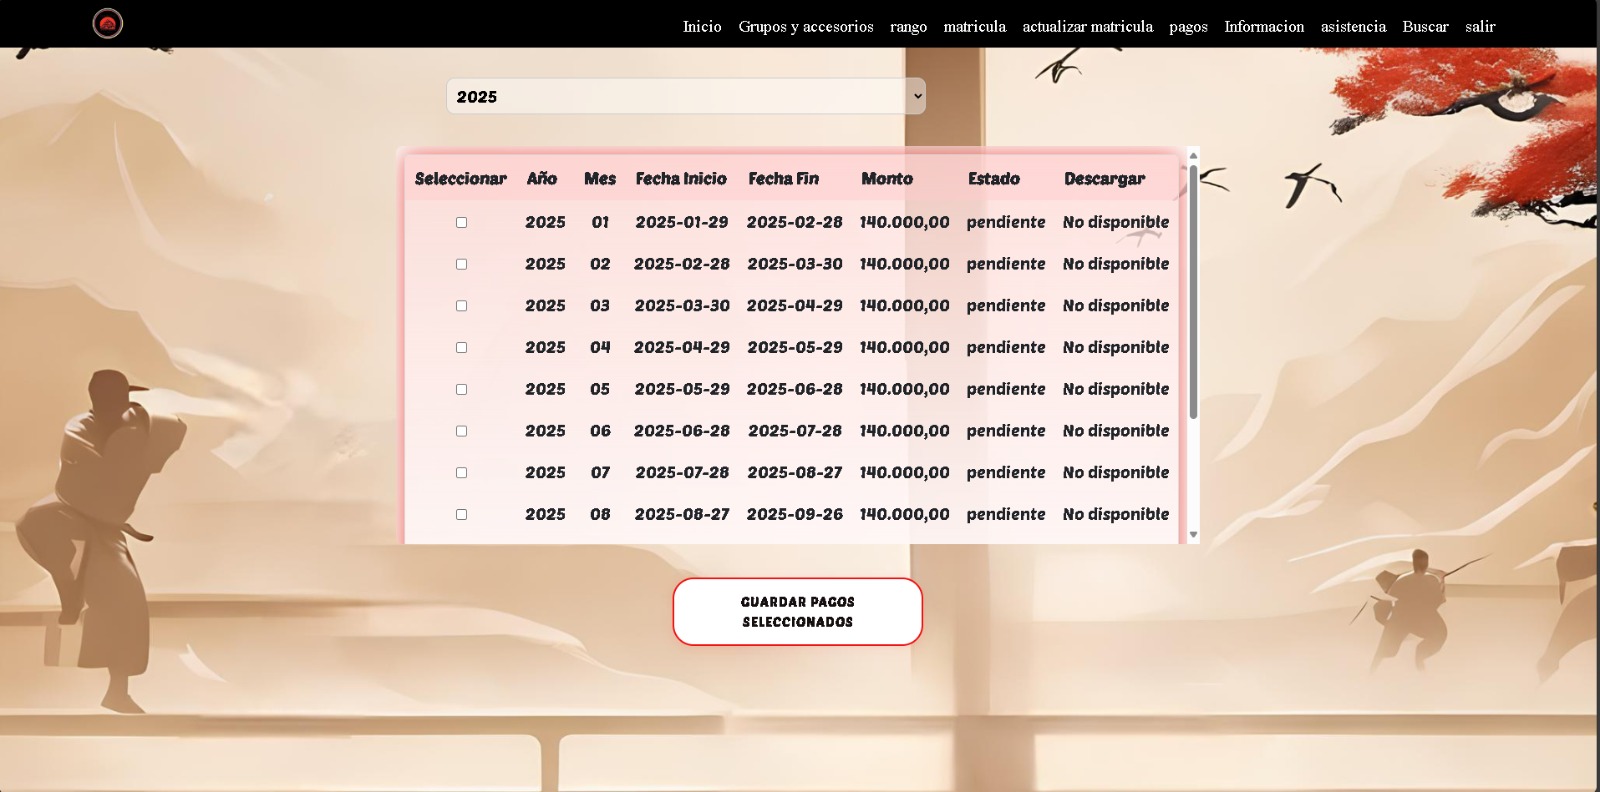 Inicio Grupos y accesorios rango matricula actualizar matricula pagos Informacion asistencia Buscar salir
2025
Seleccionar Año Mes Fecha Inicio Fecha Fin Monto Estado Descargar
2025 01 2025-01-29 2025-02-28 140.000,00 pendiente No disponible
2025 02 2025-02-28 2025-03-30 140.000,00 pendiente No disponible
2025 03 2025-03-30 2025-04-29 140.000,00 pendiente No disponible
2025 04 2025-04-29 2025-05-29 140.000,00 pendiente No disponible
2025 05 2025-05-29 2025-06-28 140.000,00 pendiente No disponible
2025 06 2025-06-28 2025-07-28 140.000,00 pendiente No disponible
2025 07 2025-07-28 2025-08-27 140.000,00 pendiente No disponible
2025 08 2025-08-27 2025-09-26 140.000,00 pendiente No disponible
GUARDAR PAGOS
SELECCIONADOS